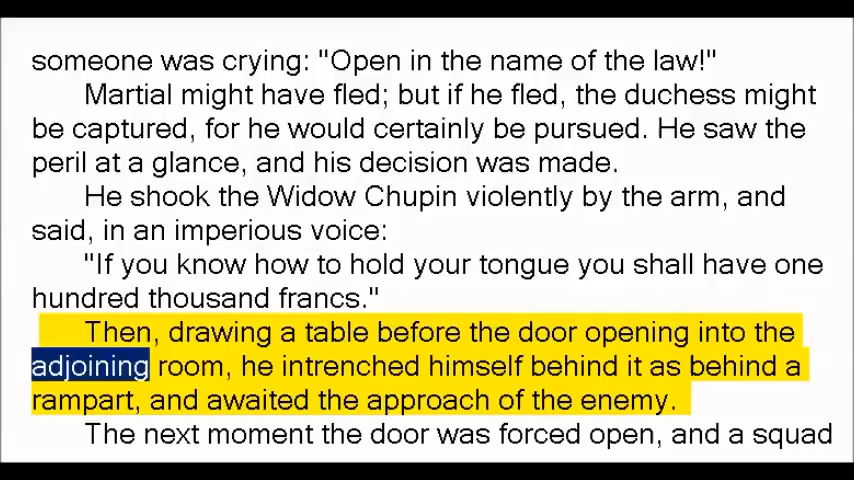 someone was crying: "Open in the name of the law!"
Martial might have fled; but if he fled, the duchess might
be captured, for he would certainly be pursued. He saw the
peril at a glance, and his decision was made.
He shook the Widow Chupin violently by the arm, and
said, in an imperious voice:
"If you know how to hold your tongue you shall have one
hundred thousand francs."
Then, drawing a table before the door opening into the
adjoining room, he intrenched himself behind it as behind a
rampart, and awaited the approach of the enemy.
The next moment the door was forced open, and a squad